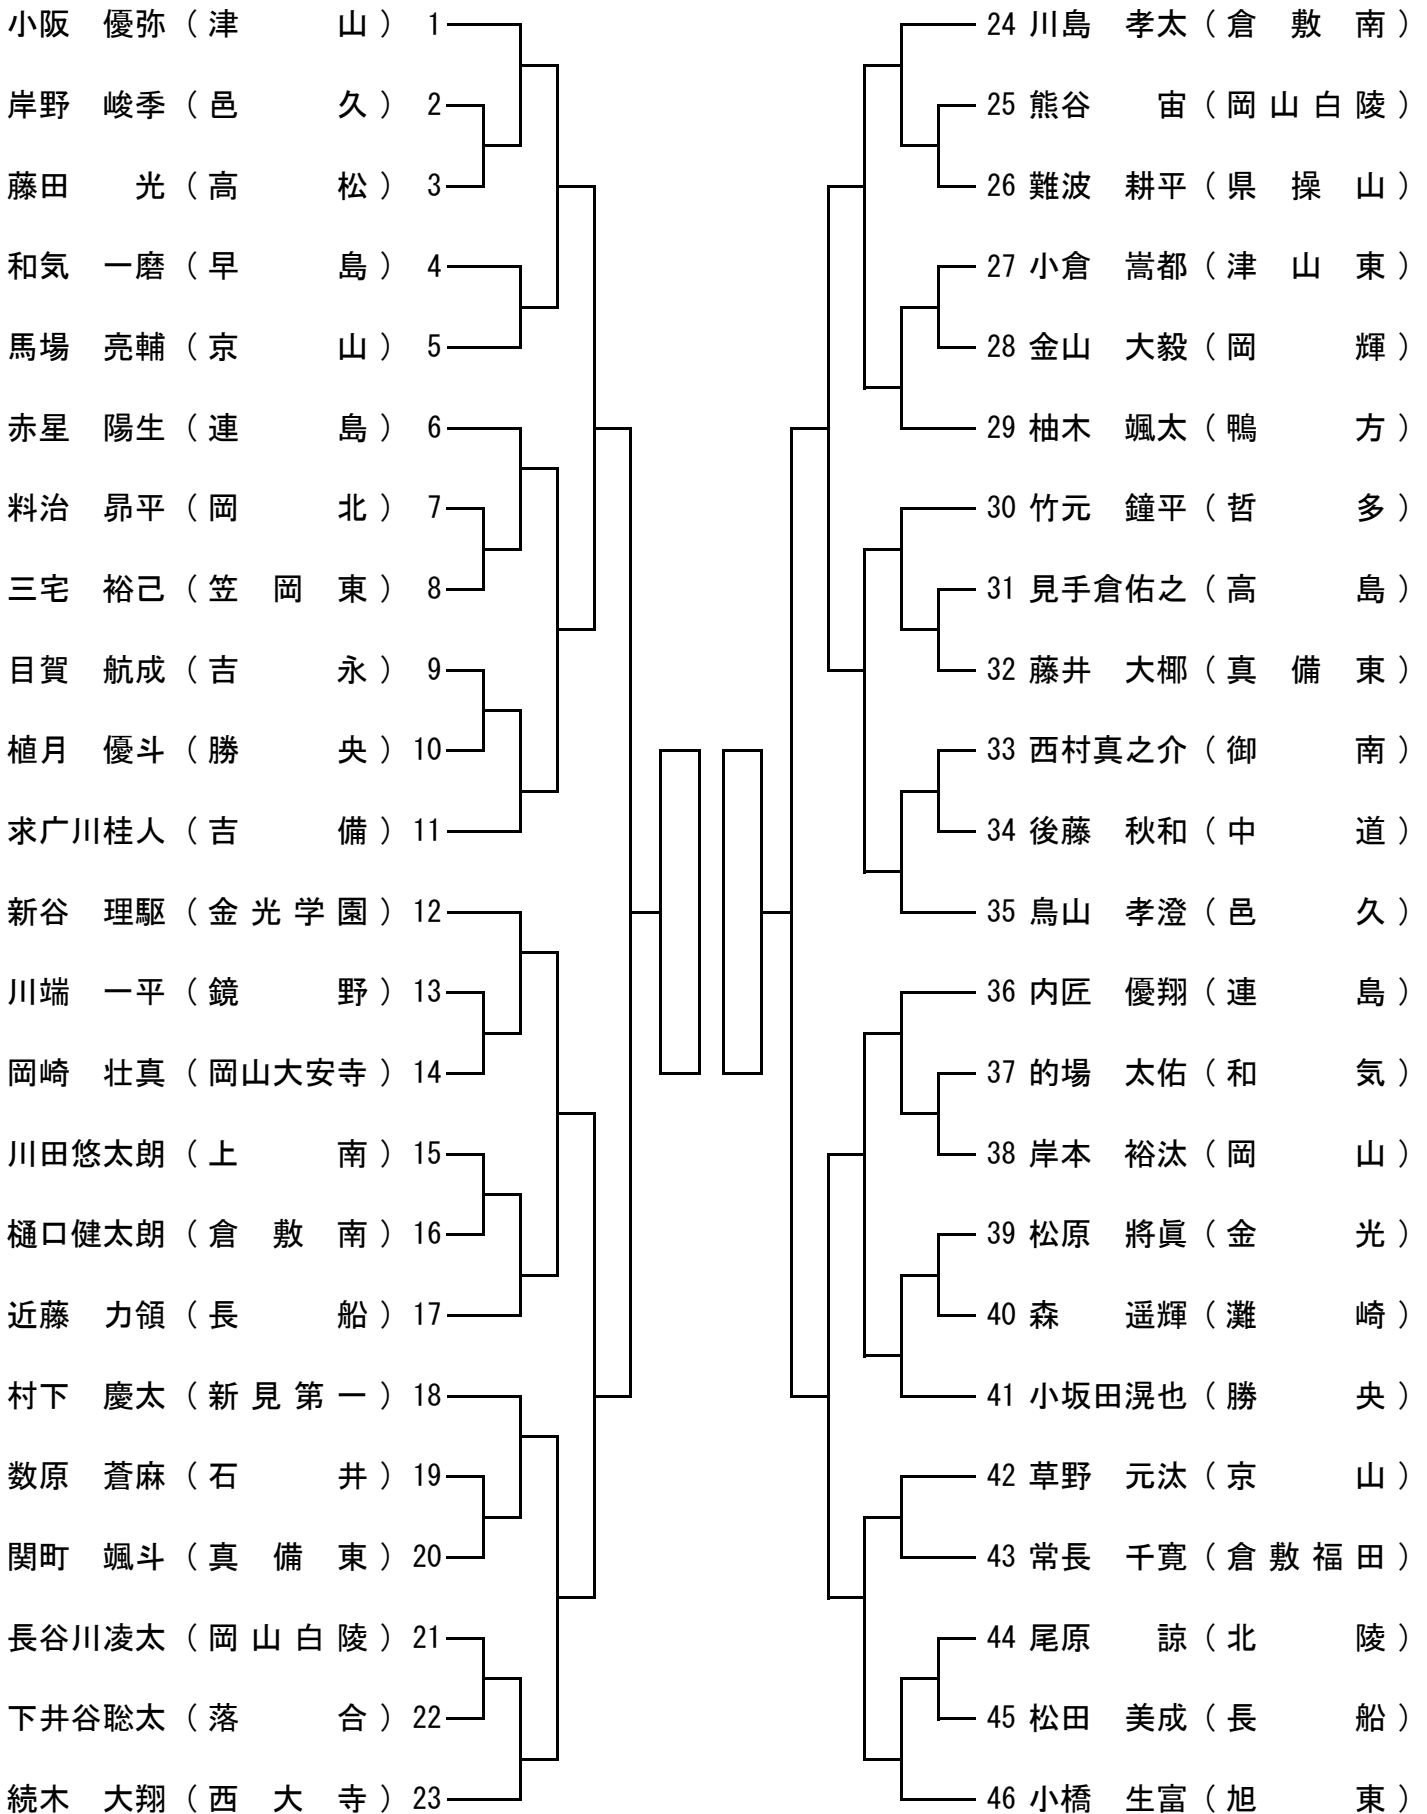 小阪 優弥 (津 山) 1
岸野 峻季 (邑 久) 2
藤田 光 (高 松) 3
和気 一磨 (早 島) 4
馬場 亮輔 (京 山) 5
赤星 陽生 (連 島) 6
料治 昴平 (岡 北) 7
三宅 裕己 (笠 岡 東) 8
目賀 航成 (吉 永) 9
植月 優斗 (勝 央) 10
求广川桂人 (吉 備) 11
新谷 理駆 (金 光 学 園) 12
川端 一平 (鏡 野) 13
岡崎 壮真 (岡山大安寺) 14
川田悠太朗 (上 南) 15
樋口健太朗 (倉 敷 南) 16
近藤 力領 (長 船) 17
村下 慶太 (新 見 第 一) 18
数原 蒼麻 (石 井) 19
関町 颯斗 (真 備 東) 20
長谷川凌太 (岡 山 白 陵) 21
下井谷聡太 (落 合) 22
続木 大翔 (西 大 寺) 23
24 川島 孝太 (倉 敷 南)
25 熊谷 宙 (岡 山 白 陵)
26 難波 耕平 (県 操 山)
27 小倉 嵩都 (津 山 東)
28 金山 大毅 (岡 輝)
29 柚木 颯太 (鴨 方)
30 竹元 鐘平 (哲 多)
31 見手倉佑之 (高 島)
32 藤井 大椰 (真 備 東)
33 西村真之介 (御 南)
34 後藤 秋和 (中 道)
35 鳥山 孝澄 (邑 久)
36 内匠 優翔 (連 島)
37 的場 太佑 (和 気)
38 岸本 裕汰 (岡 山)
39 松原 將眞 (金 光)
40 森 遥輝 (灘 崎)
41 小坂田滉也 (勝 央)
42 草野 元汰 (京 山)
43 常長 千寛 (倉 敷 福 田)
44 尾原 諒 (北 陵)
45 松田 美成 (長 船)
46 小橋 生富 (旭 東)